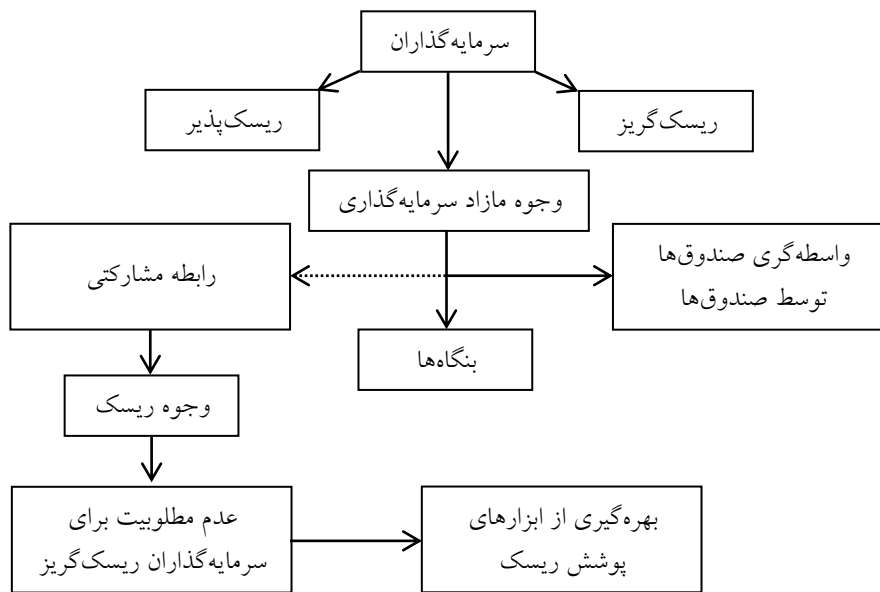 سرمایه‌گذاران
ریسک‌گریز
ریسک‌پذیر
وجوه مازاد سرمایه‌گذاری
واسطه‌گری صندوق‌ها
توسط صندوق‌ها
رابطه مشارکتی
بنگاه‌ها
وجوه ریسک
عدم مطلوبیت برای
سرمایه‌گذاران ریسک‌گریز
بهره‌گیری از ابزارهای
پوشش ریسک